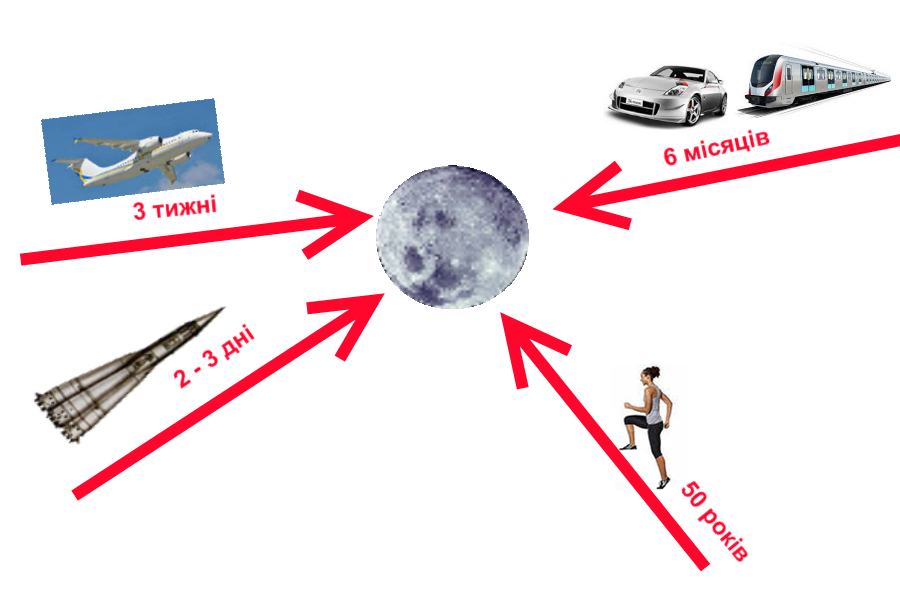 6 місяців
3 тижні
2 - 3 дні
50 років